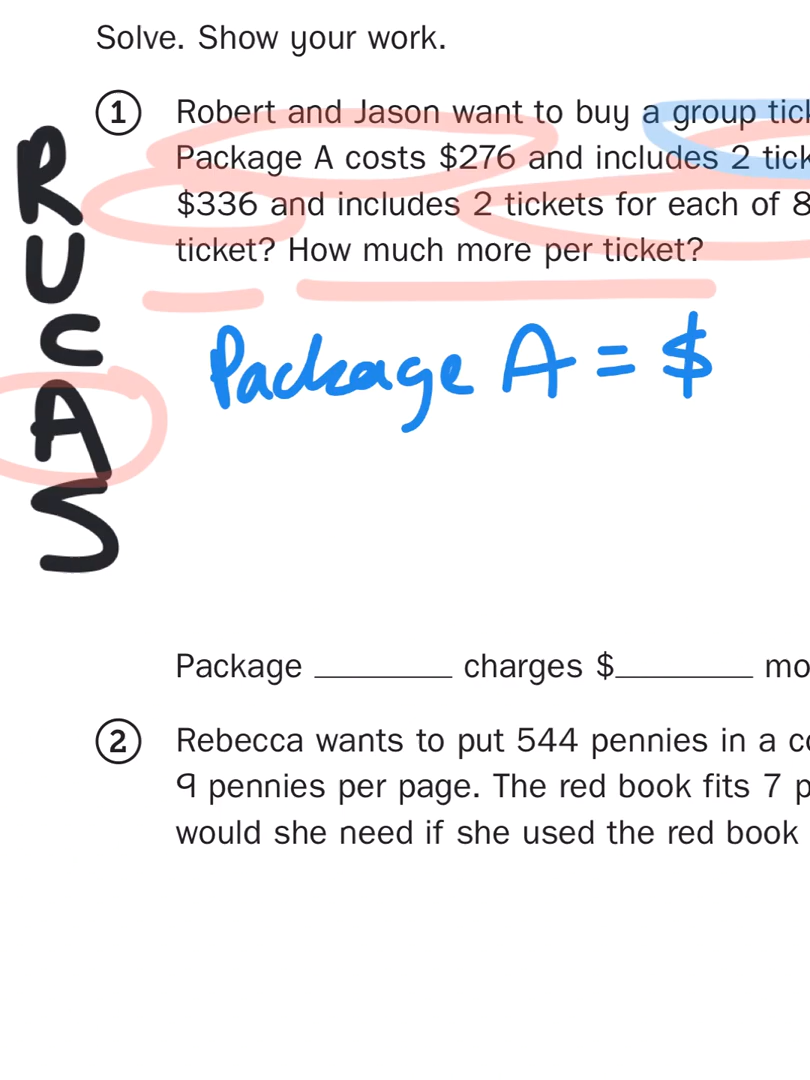 Solve. Show your work.
1 Robert and Jason want to buy a group
Package A costs $276 and includes 2
$336 and includes 2 tickets for each of 8
ticket? How much more per ticket?
R
U
C
A
S
Package A = $
Package ________ charges $________
2 Rebecca wants to put 544 pennies in a
9 pennies per page. The red book fits 7
would she need if she used the red book